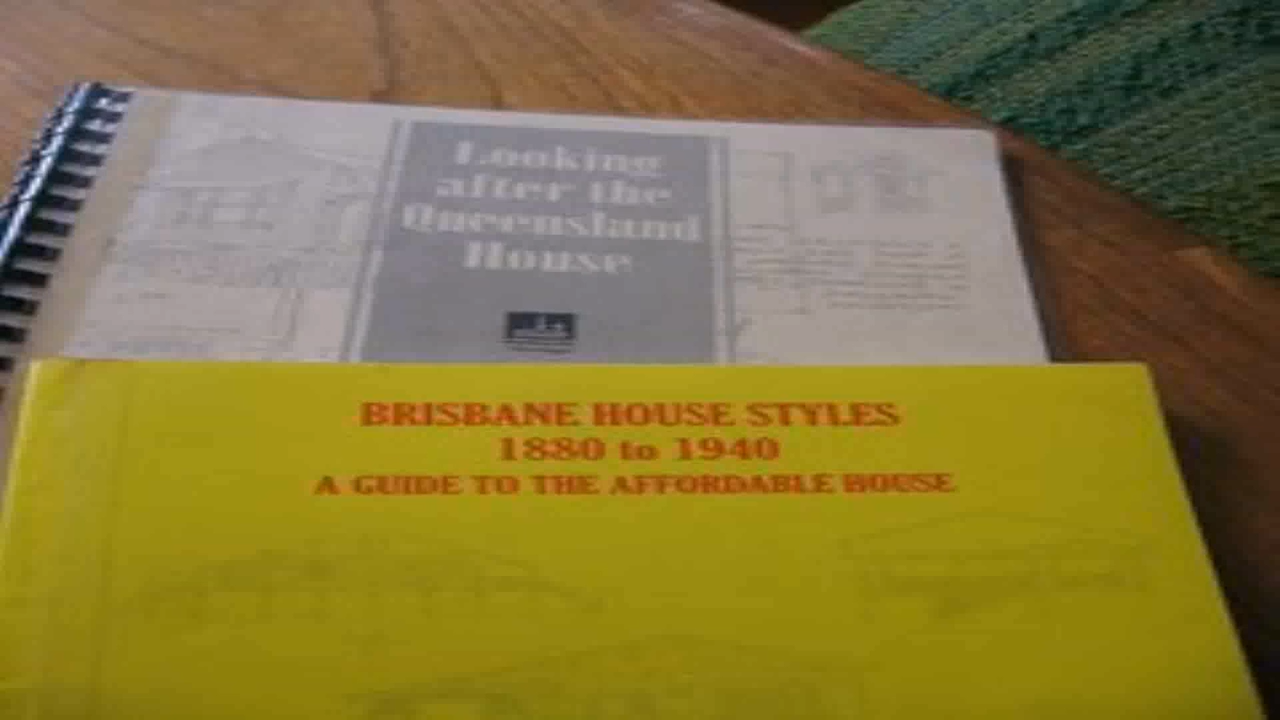 Looking
after the
Queensland
House
BRISBANE HOUSE STYLES
1880 to 1940
A GUIDE TO THE AFFORDABLE HOUSE